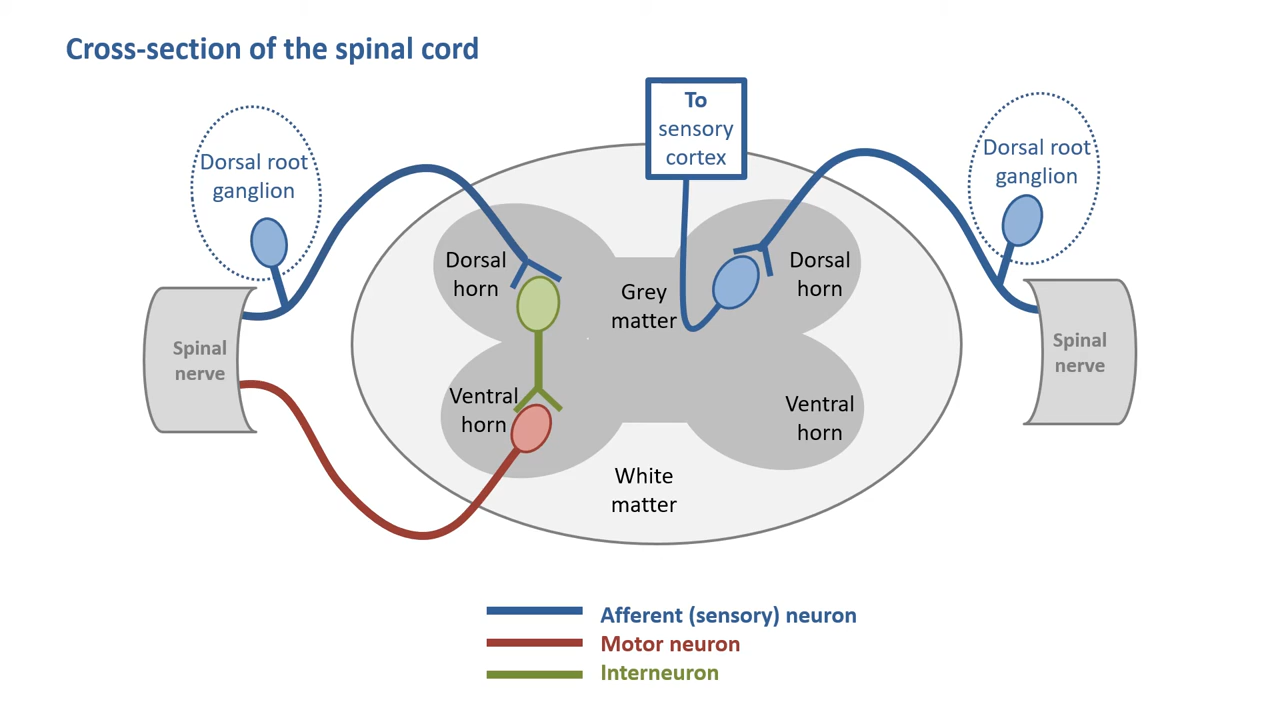 Cross-section of the spinal cord
To
sensory
cortex
Dorsal root
ganglion
Dorsal root
ganglion
Dorsal
horn
Grey
matter
Dorsal
horn
Spinal
nerve
Spinal
nerve
Ventral
horn
Ventral
horn
White
matter
Afferent (sensory) neuron
Motor neuron
Interneuron